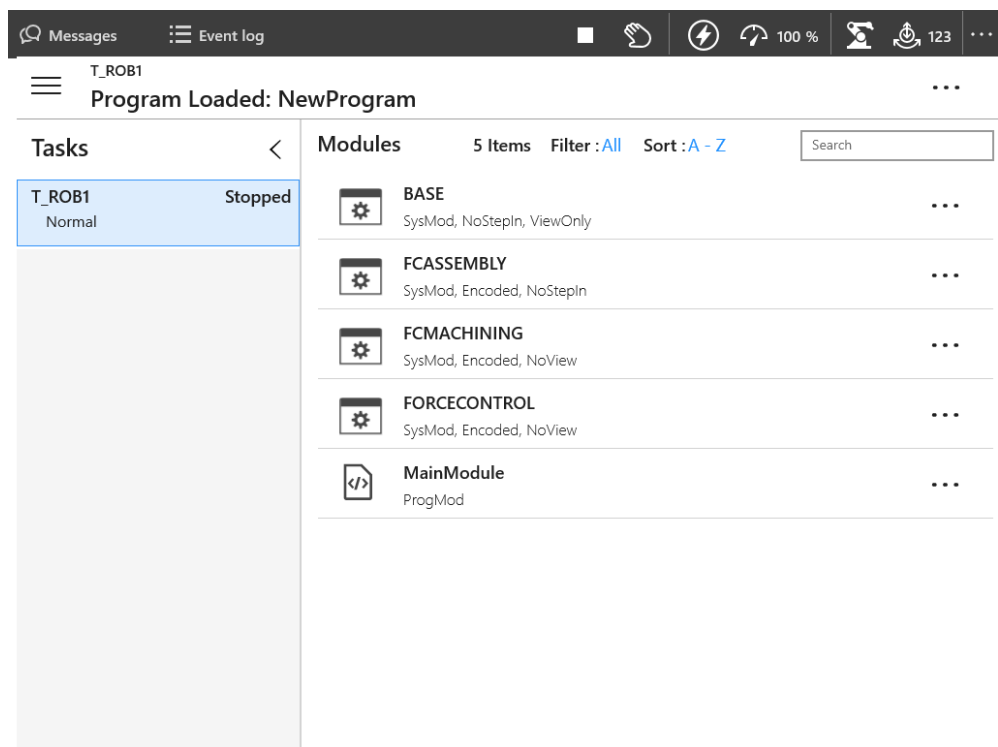 Messages
Event log
100 %
123
T_ROB1
Program Loaded: NewProgram
Tasks
T_ROB1 Stopped
Normal
Modules 5 Items Filter : All Sort : A - Z Search
BASE
SysMod, NoStepIn, ViewOnly
FCASSEMBLY
SysMod, Encoded, NoStepIn
FCMACHINING
SysMod, Encoded, NoView
FORCECONTROL
SysMod, Encoded, NoView
MainModule
ProgMod